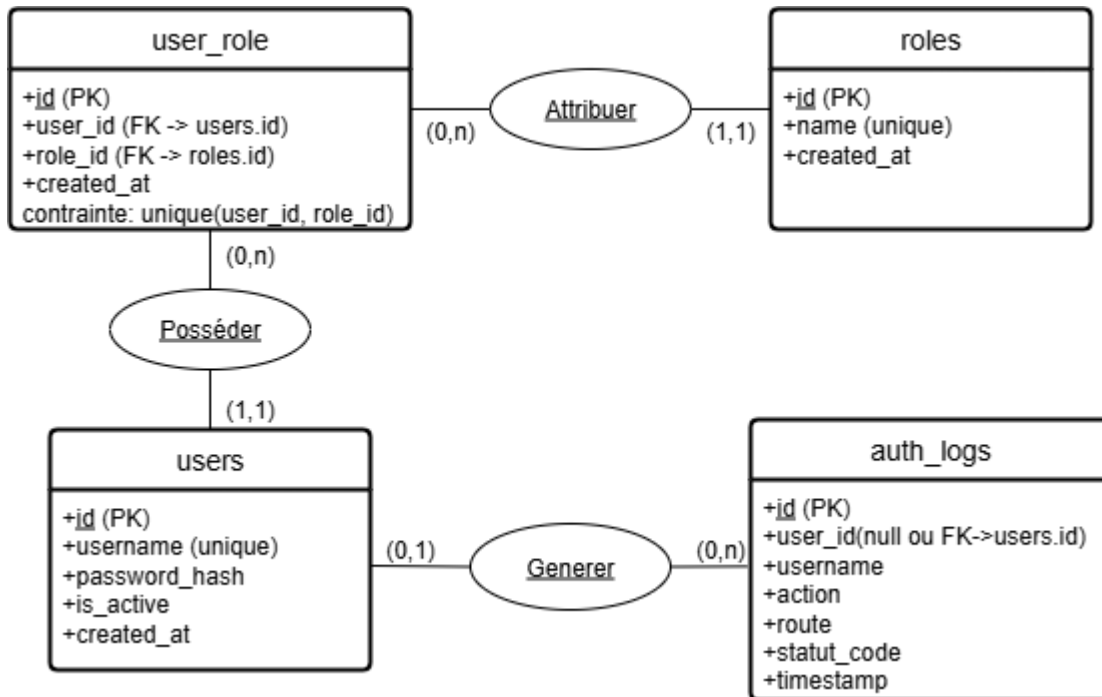 user_role
+id (PK)
+user_id (FK -> users.id)
+role_id (FK -> roles.id)
+created_at
contrainte: unique(user_id, role_id)
(0,n)
Attribuer
(1,1)
roles
+id (PK)
+name (unique)
+created_at
(0,n)
Posséder
(1,1)
users
+id (PK)
+username (unique)
+password_hash
+is_active
+created_at
(0,1)
Generer
(0,n)
auth_logs
+id (PK)
+user_id(null ou FK->users.id)
+username
+action
+route
+statut_code
+timestamp